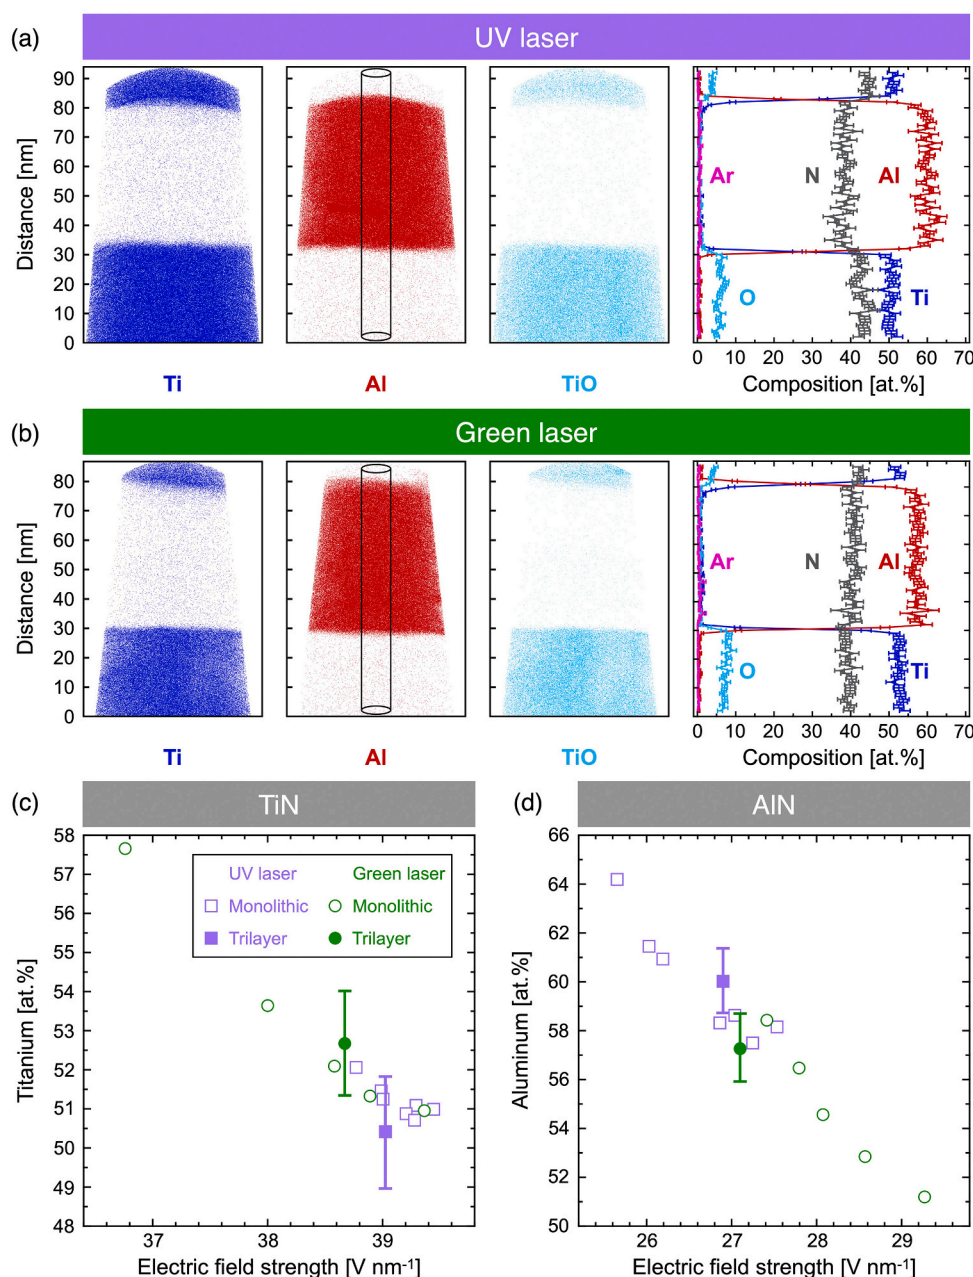 (a)
UV laser
Distance [nm]
90
80
70
60
50
40
30
20
10
0
Ar
N
Al
O
Ti
0 10 20 30 40 50 60 70
Ti
Al
TiO
Composition [at.%]
(b)
Green laser
Distance [nm]
80
70
60
50
40
30
20
10
0
Ar
N
Al
O
Ti
0 10 20 30 40 50 60 70
Ti
Al
TiO
Composition [at.%]
(c)
TiN
Titanium [at.%]
58
57
56
55
54
53
52
51
50
49
48
UV laser Green laser
Monolithic Monolithic
Trilayer Trilayer
37 38 39
Electric field strength [V nm⁻¹]
(d)
AlN
Aluminum [at.%]
66
64
62
60
58
56
54
52
50
26 27 28 29
Electric field strength [V nm⁻¹]